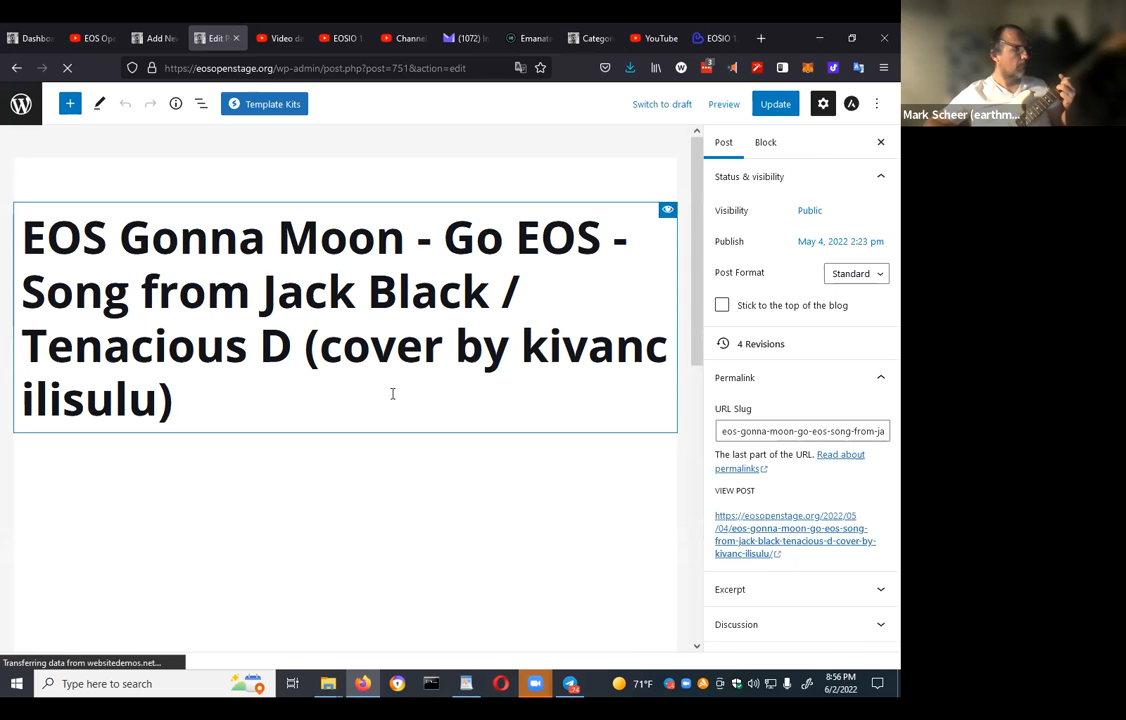 Dashbo
EOS Op
Add Ne
Edit P
Video d
EOSIO 1
Channel
(1072) In
Emanate
Categor
YouTube
EOSIO 1
https://eosopenstage.org/wp-admin/post.php?post=751&action=edit
3
Template Kits
Switch to draft
Preview
Update
Mark Scheer (earthm...
Post
Block
Status & visibility
Visibility
Public
Publish
May 4, 2022 2:23 pm
Post Format
Standard
Stick to the top of the blog
4 Revisions
Permalink
URL Slug
eos-gonna-moon-go-eos-song-from-ja
The last part of the URL. Read about
permalinks
VIEW POST
https://eosopenstage.org/2022/05
/04/eos-gonna-moon-go-eos-song-
from-jack-black-tenacious-d-cover-by-
kivanc-ilisulu/
Excerpt
Discussion
EOS Gonna Moon - Go EOS -
Song from Jack Black /
Tenacious D (cover by kivanc
ilisulu)
Transferring data from websitedemos.net...
Type here to search
71°F
8:56 PM
6/2/2022